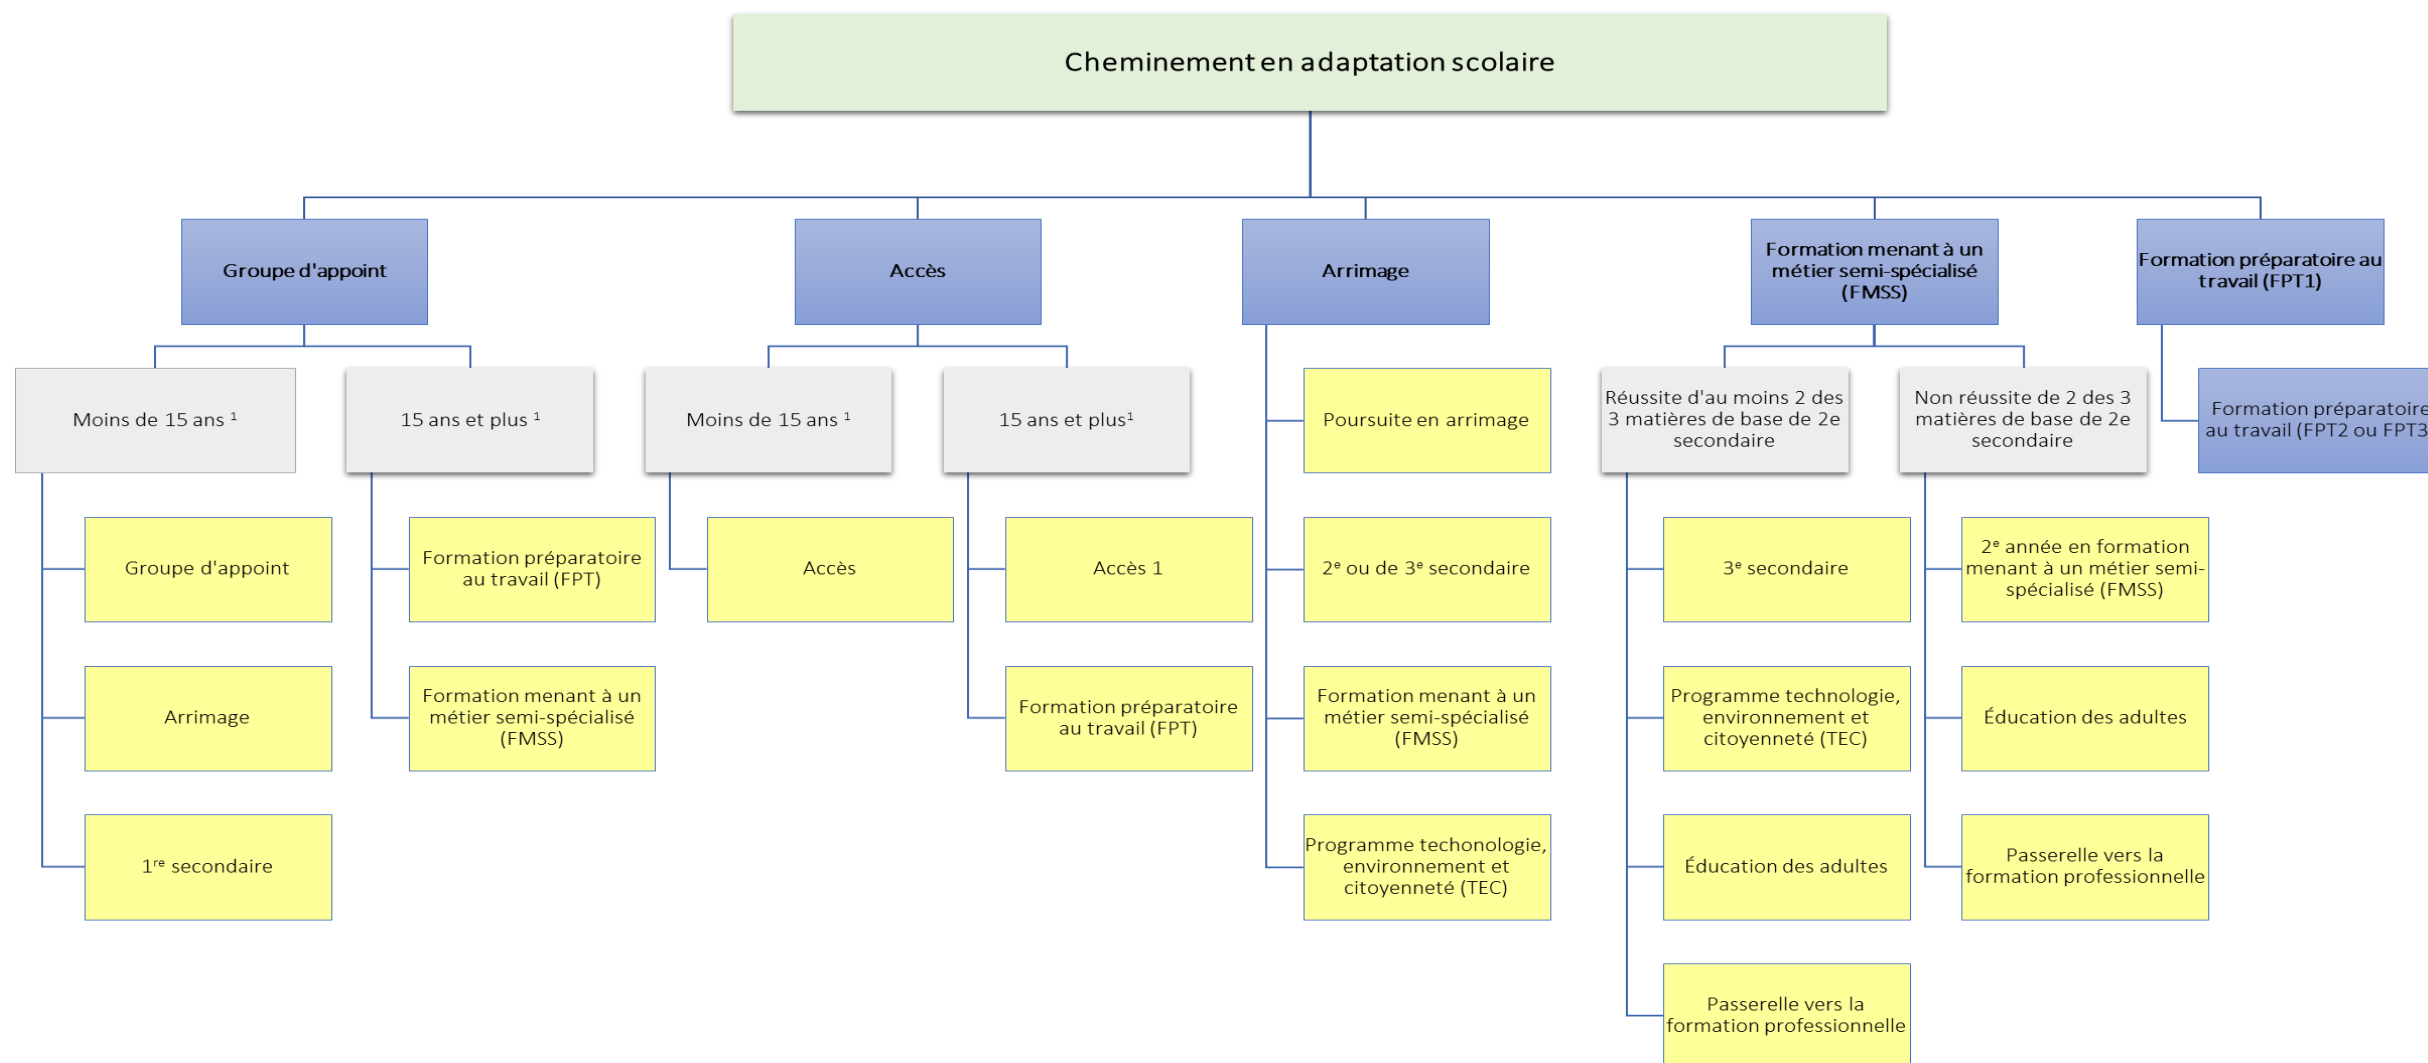 Cheminement en adaptation scolaire
Groupe d'appoint
Accès
Arrimage
Formation menant à un
métier semi-spécialisé
(FMSS)
Formation préparatoire au
travail (FPT1)
Moins de 15 ans ¹
15 ans et plus ¹
Moins de 15 ans ¹
15 ans et plus¹
Poursuite en arrimage
Réussite d'au moins 2 des
3 matières de base de 2e
secondaire
Non réussite de 2 des 3
matières de base de 2e
secondaire
Formation préparatoire
au travail (FPT2 ou FPT3
Groupe d'appoint
Formation préparatoire
au travail (FPT)
Accès
Accès 1
2ᵉ ou de 3ᵉ secondaire
3ᵉ secondaire
2ᵉ année en formation
menant à un métier semi-
spécialisé (FMSS)
Arrimage
Formation menant à un
métier semi-spécialisé
(FMSS)
Formation préparatoire
au travail (FPT)
Formation menant à un
métier semi-spécialisé
(FMSS)
Programme technologie,
environnement et
citoyenneté (TEC)
Éducation des adultes
1ʳᵉ secondaire
Programme techonologie,
environnement et
citoyenneté (TEC)
Éducation des adultes
Passerelle vers la
formation professionnelle
Passerelle vers la
formation professionnelle